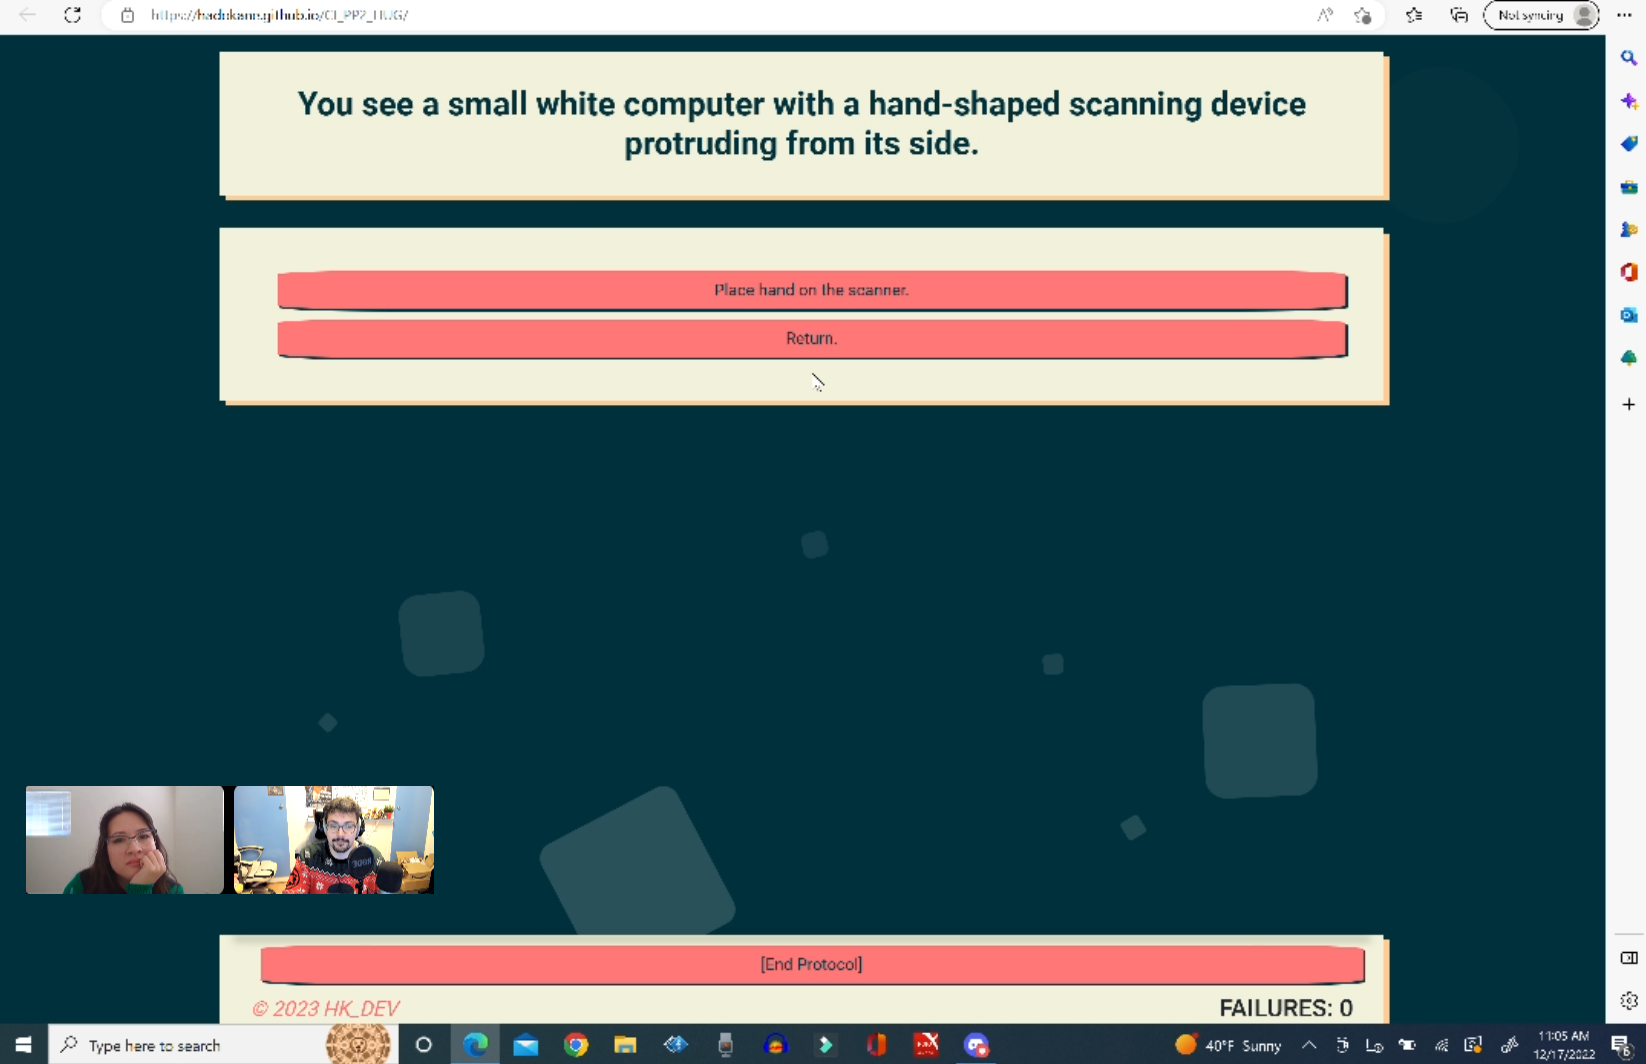 https://hadokane.github.io/CI_PP2_HUG/
Not syncing
You see a small white computer with a hand-shaped scanning device
protruding from its side.
Place hand on the scanner.
Return.
[End Protocol]
© 2023 HK_DEV
FAILURES: 0
Type here to search
40°F Sunny
11:05 AM
12/17/2022